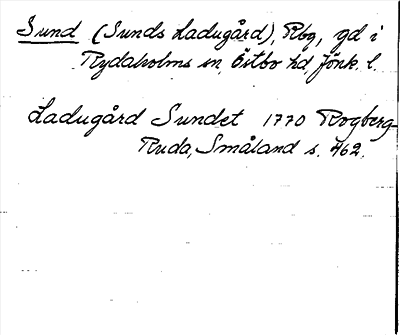 Sund (Sunds Ladugård), Rbg, gd i
Rydaholms sn, Östbo hd, Jönk. l.
Ladugård Sundet 1770 Rogberg-
Ruda, Småland s. 462.